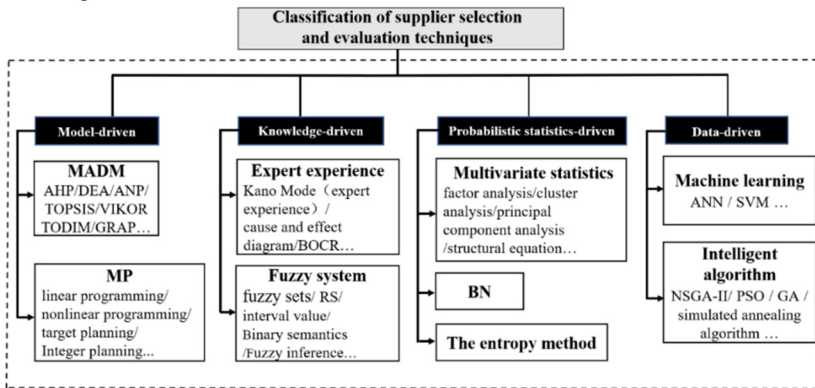 Classification of supplier selection
and evaluation techniques
Model-driven
MADM
AHP/DEA/ANP/
TOPSIS/VIKOR
TODIM/GRAP…
MP
linear programming/
nonlinear programming/
target planning/
Integer planning...
Knowledge-driven
Expert experience
Kano Mode（expert
experience）/
cause and effect
diagram/BOCR…
Fuzzy system
fuzzy sets/ RS/
interval value/
Binary semantics
/Fuzzy inference…
Probabilistic statistics-driven
Multivariate statistics
factor analysis/cluster
analysis/principal
component analysis
/structural equation…
BN
The entropy method
Data-driven
Machine learning
ANN / SVM …
Intelligent
algorithm
NSGA-II/ PSO / GA /
simulated annealing
algorithm …